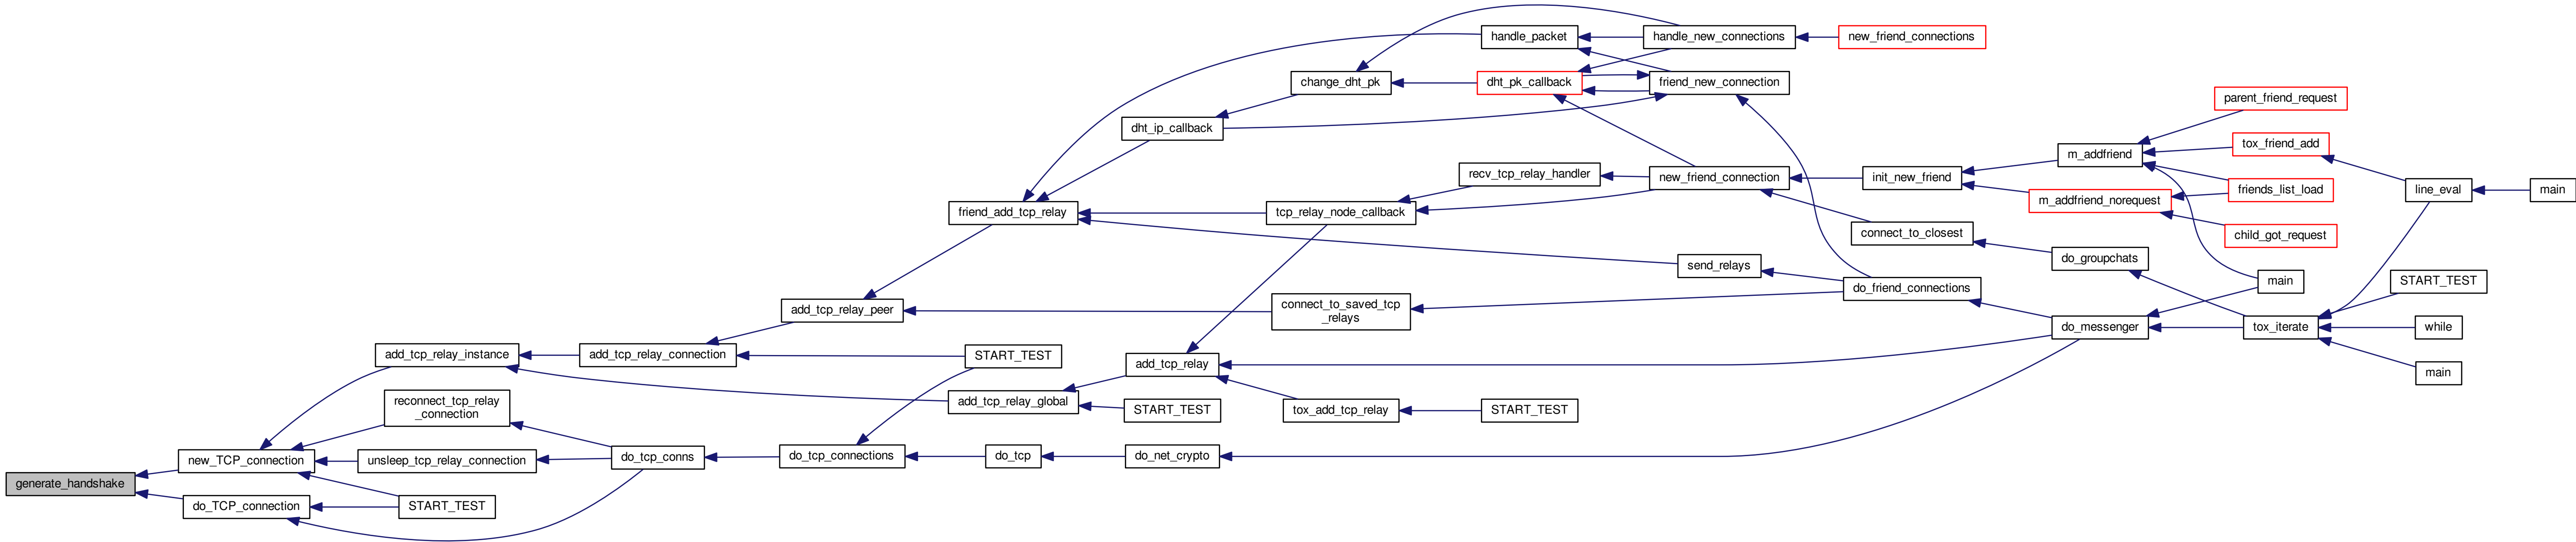 handle_packet
handle_new_connections
new_friend_connections
change_dht_pk
dht_pk_callback
friend_new_connection
parent_friend_request
dht_ip_callback
tox_friend_add
m_addfriend
recv_tcp_relay_handler
new_friend_connection
init_new_friend
friends_list_load
line_eval
main
m_addfriend_norequest
friend_add_tcp_relay
tcp_relay_node_callback
connect_to_closest
child_got_request
do_groupchats
send_relays
START_TEST
main
do_friend_connections
add_tcp_relay_peer
connect_to_saved_tcp
_relays
do_messenger
tox_iterate
while
add_tcp_relay_instance
add_tcp_relay_connection
START_TEST
add_tcp_relay
main
reconnect_tcp_relay
_connection
add_tcp_relay_global
START_TEST
tox_add_tcp_relay
START_TEST
new_TCP_connection
unsleep_tcp_relay_connection
do_tcp_conns
do_tcp_connections
do_tcp
do_net_crypto
generate_handshake
do_TCP_connection
START_TEST